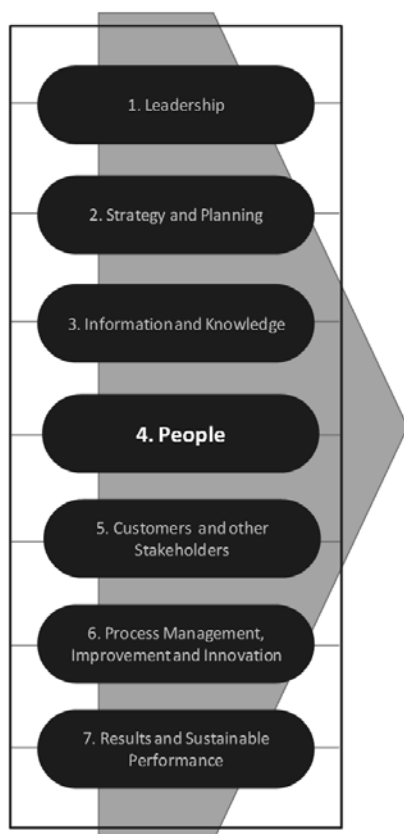 1. Leadership
2. Strategy and Planning
3. Information and Knowledge
4. People
5. Customers and other
Stakeholders
6. Process Management,
Improvement and Innovation
7. Results and Sustainable
Performance